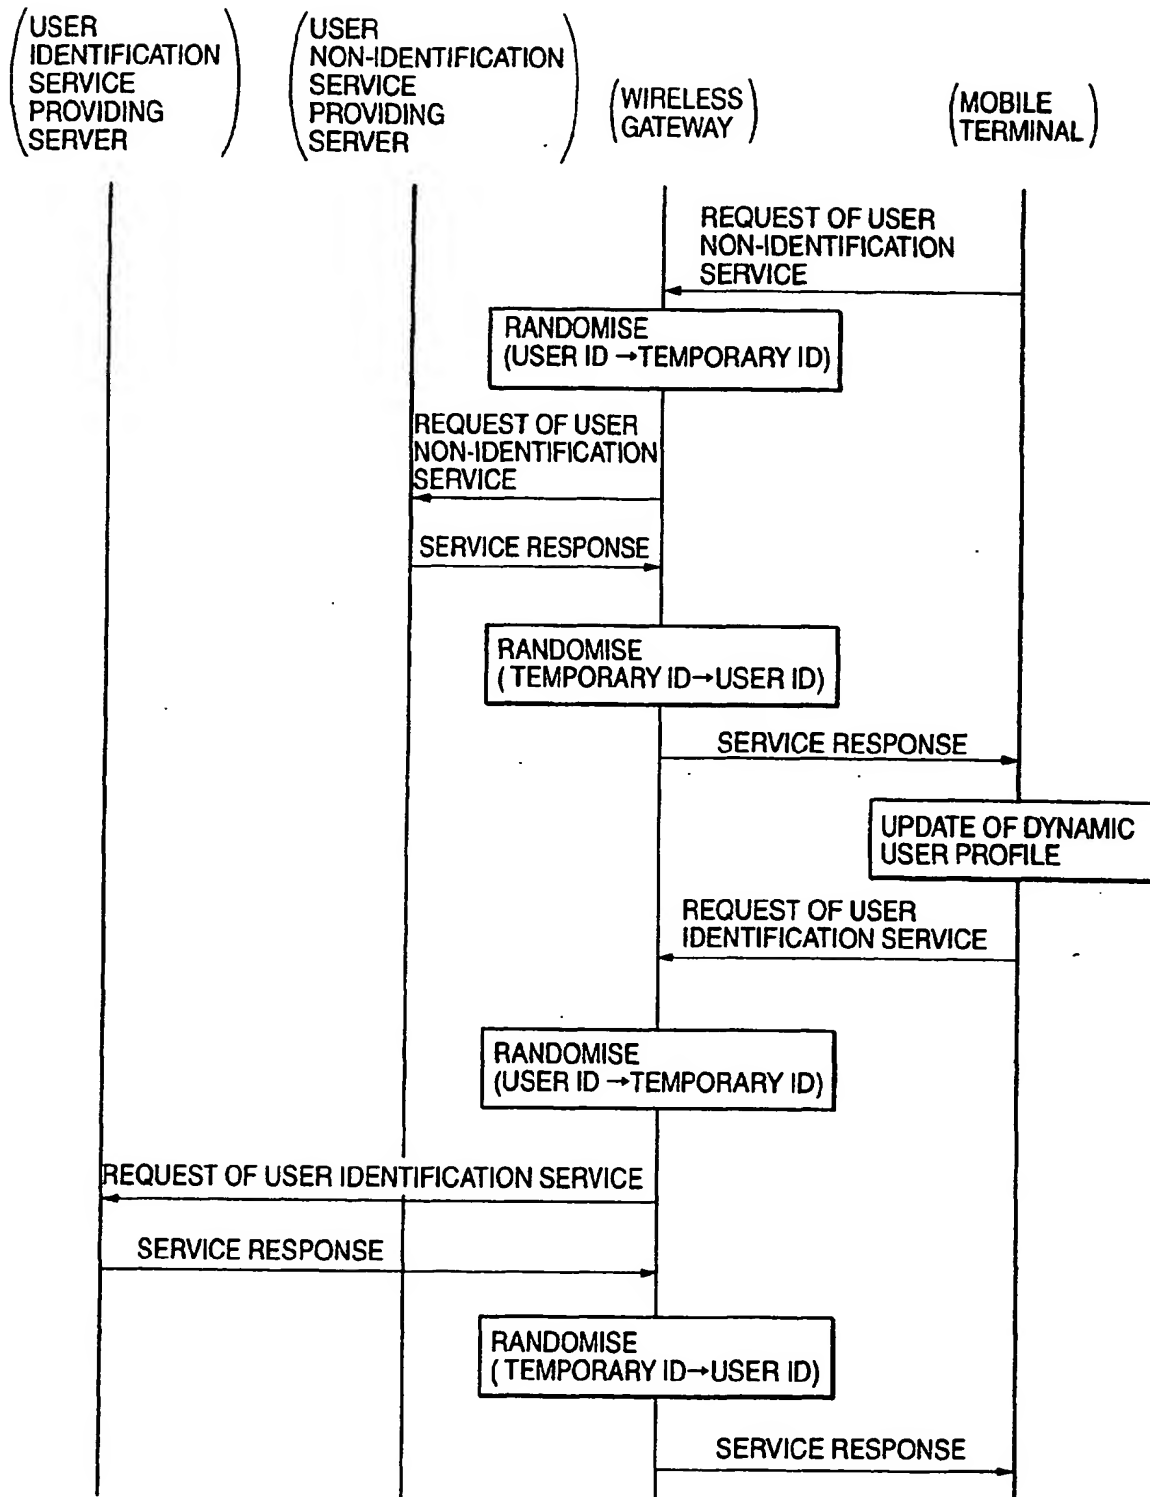 (USER
IDENTIFICATION
SERVICE
PROVIDING
SERVER)
(USER
NON-IDENTIFICATION
SERVICE
PROVIDING
SERVER)
(WIRELESS
GATEWAY)
(MOBILE
TERMINAL)
REQUEST OF USER
NON-IDENTIFICATION
SERVICE
RANDOMISE
(USER ID →TEMPORARY ID)
REQUEST OF USER
NON-IDENTIFICATION
SERVICE
SERVICE RESPONSE
RANDOMISE
( TEMPORARY ID→USER ID)
SERVICE RESPONSE
UPDATE OF DYNAMIC
USER PROFILE
REQUEST OF USER
IDENTIFICATION SERVICE
RANDOMISE
(USER ID →TEMPORARY ID)
REQUEST OF USER IDENTIFICATION SERVICE
SERVICE RESPONSE
RANDOMISE
( TEMPORARY ID→USER ID)
SERVICE RESPONSE